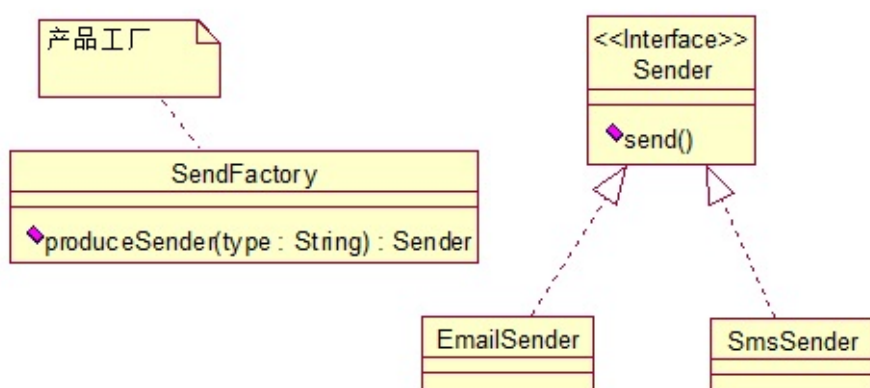 产品工厂
SendFactory
produceSender(type : String) : Sender
<<Interface>>
Sender
send()
EmailSender
SmsSender